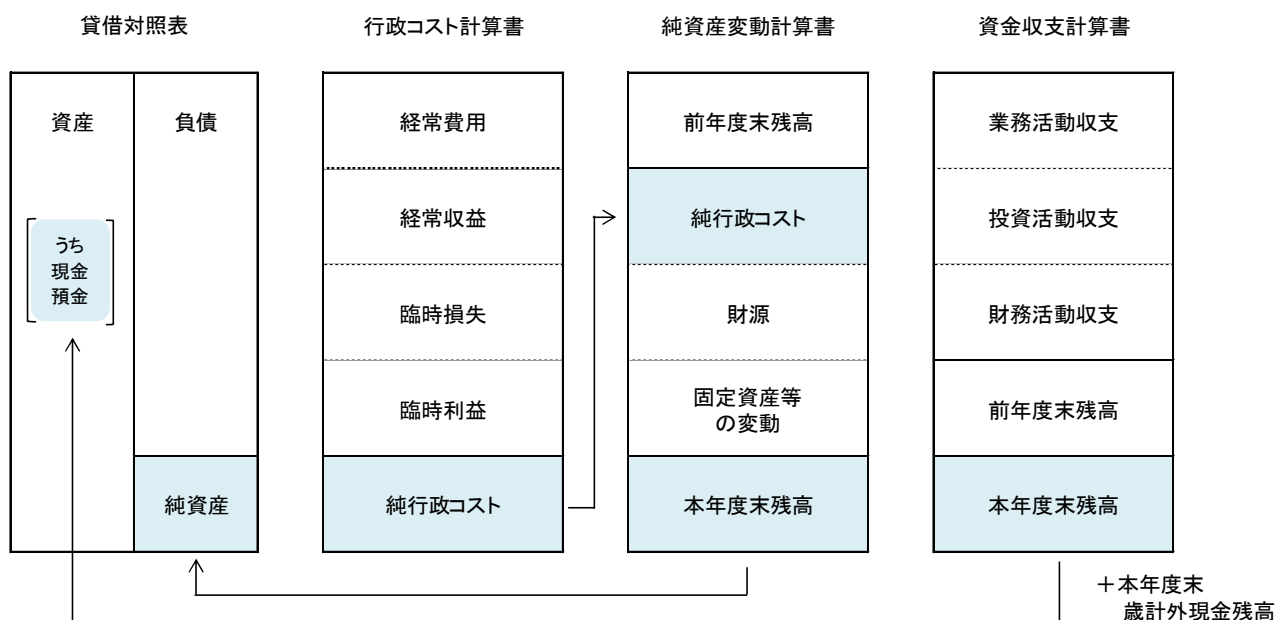 貸借対照表
資産
負債
うち
現金
預金
純資産
行政コスト計算書
経常費用
経常収益
臨時損失
臨時利益
純行政コスト
純資産変動計算書
前年度末残高
純行政コスト
財源
固定資産等
の変動
本年度末残高
資金収支計算書
業務活動収支
投資活動収支
財務活動収支
前年度末残高
本年度末残高
＋本年度末
歳計外現金残高